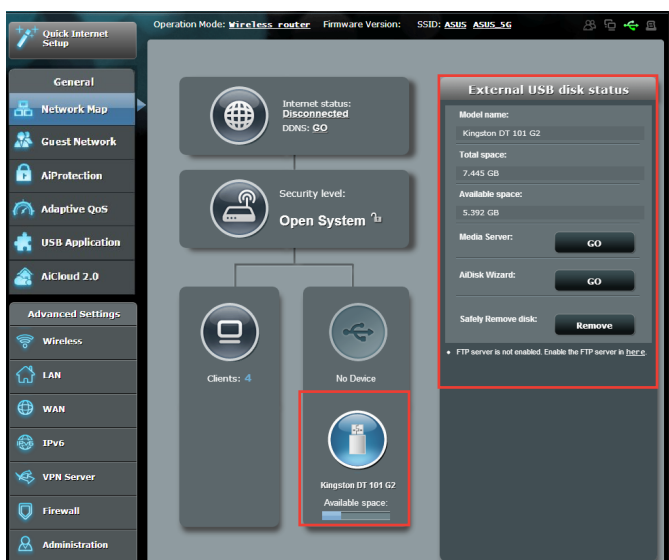 Quick Internet
Setup
Operation Mode: Wireless router Firmware Version: SSID: ASUS ASUS_5G
General
Network Map
Guest Network
AiProtection
Adaptive QoS
USB Application
AiCloud 2.0
Advanced Settings
Wireless
LAN
WAN
IPv6
IPv6
VPN Server
Firewall
Administration
Internet status:
Disconnected
DDNS: GO
Security level:
Open System
Clients: 4
No Device
Kingston DT 101 G2
Available space:
External USB disk status
Model name:
Kingston DT 101 G2
Total space:
7.445 GB
Available space:
5.392 GB
Media Server: GO
AiDisk Wizard: GO
Safely Remove disk: Remove
• FTP server is not enabled. Enable the FTP server in here.